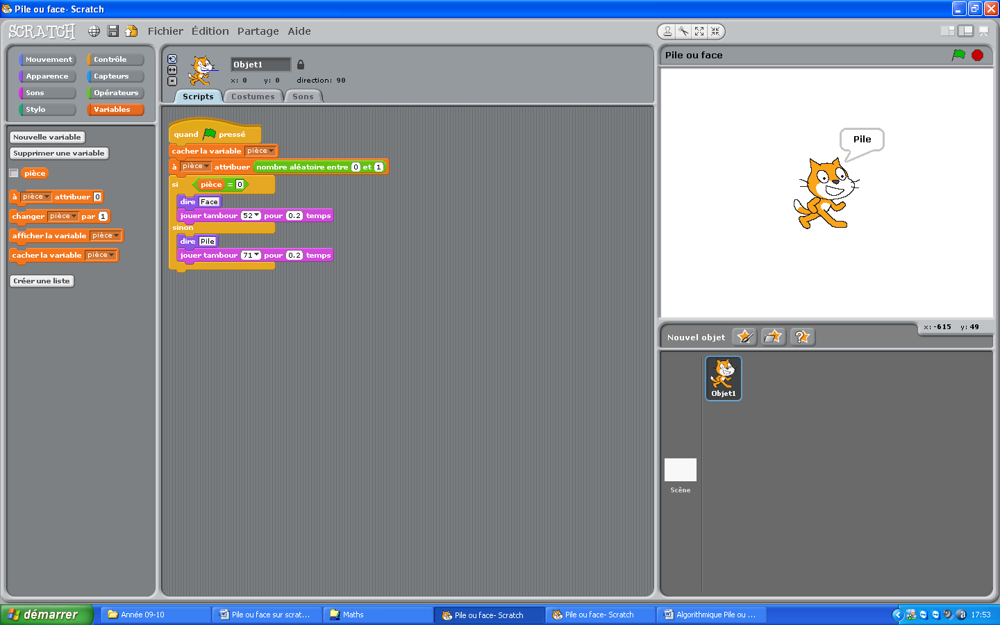 Pile ou face- Scratch
SCRATCH Fichier Édition Partage Aide
Mouvement Contrôle
Apparence Capteurs
Sons Opérateurs
Stylo Variables
Nouvelle variable
Supprimer une variable
pièce
à pièce attribuer 0
changer pièce par 1
afficher la variable pièce
cacher la variable pièce
Créer une liste
Objet1
x: 0 y: 0 direction: 90
Scripts Costumes Sons
quand pressé
cacher la variable pièce
à pièce attribuer nombre aléatoire entre 0 et 1
si pièce = 0
dire Face
jouer tambour 52 pour 0.2 temps
sinon
dire Pile
jouer tambour 71 pour 0.2 temps
Pile ou face
Pile
x: -615 y: 49
Nouvel objet
Objet1
Scène
démarrer Année 09-10 Pile ou face sur scrat... Maths Pile ou face- Scratch Pile ou face- Scratch Algorithmique Pile ou ... 17:53